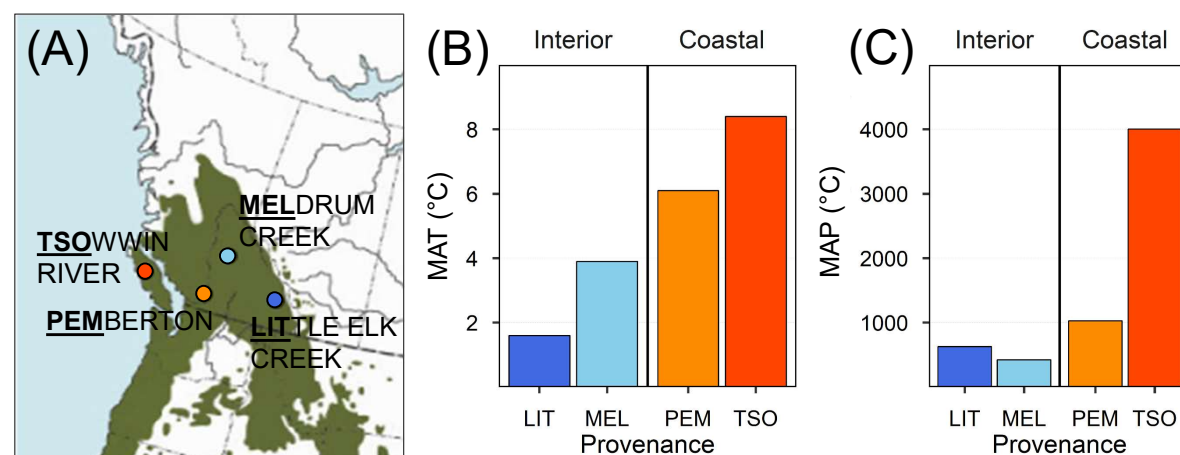 (A)
MELDRUM
CREEK
TSOWWIN
RIVER
PEMBERTON
LITTLE ELK
CREEK
(B)
Interior Coastal
MAT (°C)
8
6
4
2
LIT MEL PEM TSO
Provenance
(C)
Interior Coastal
MAP (°C)
4000
3000
2000
1000
LIT MEL PEM TSO
Provenance